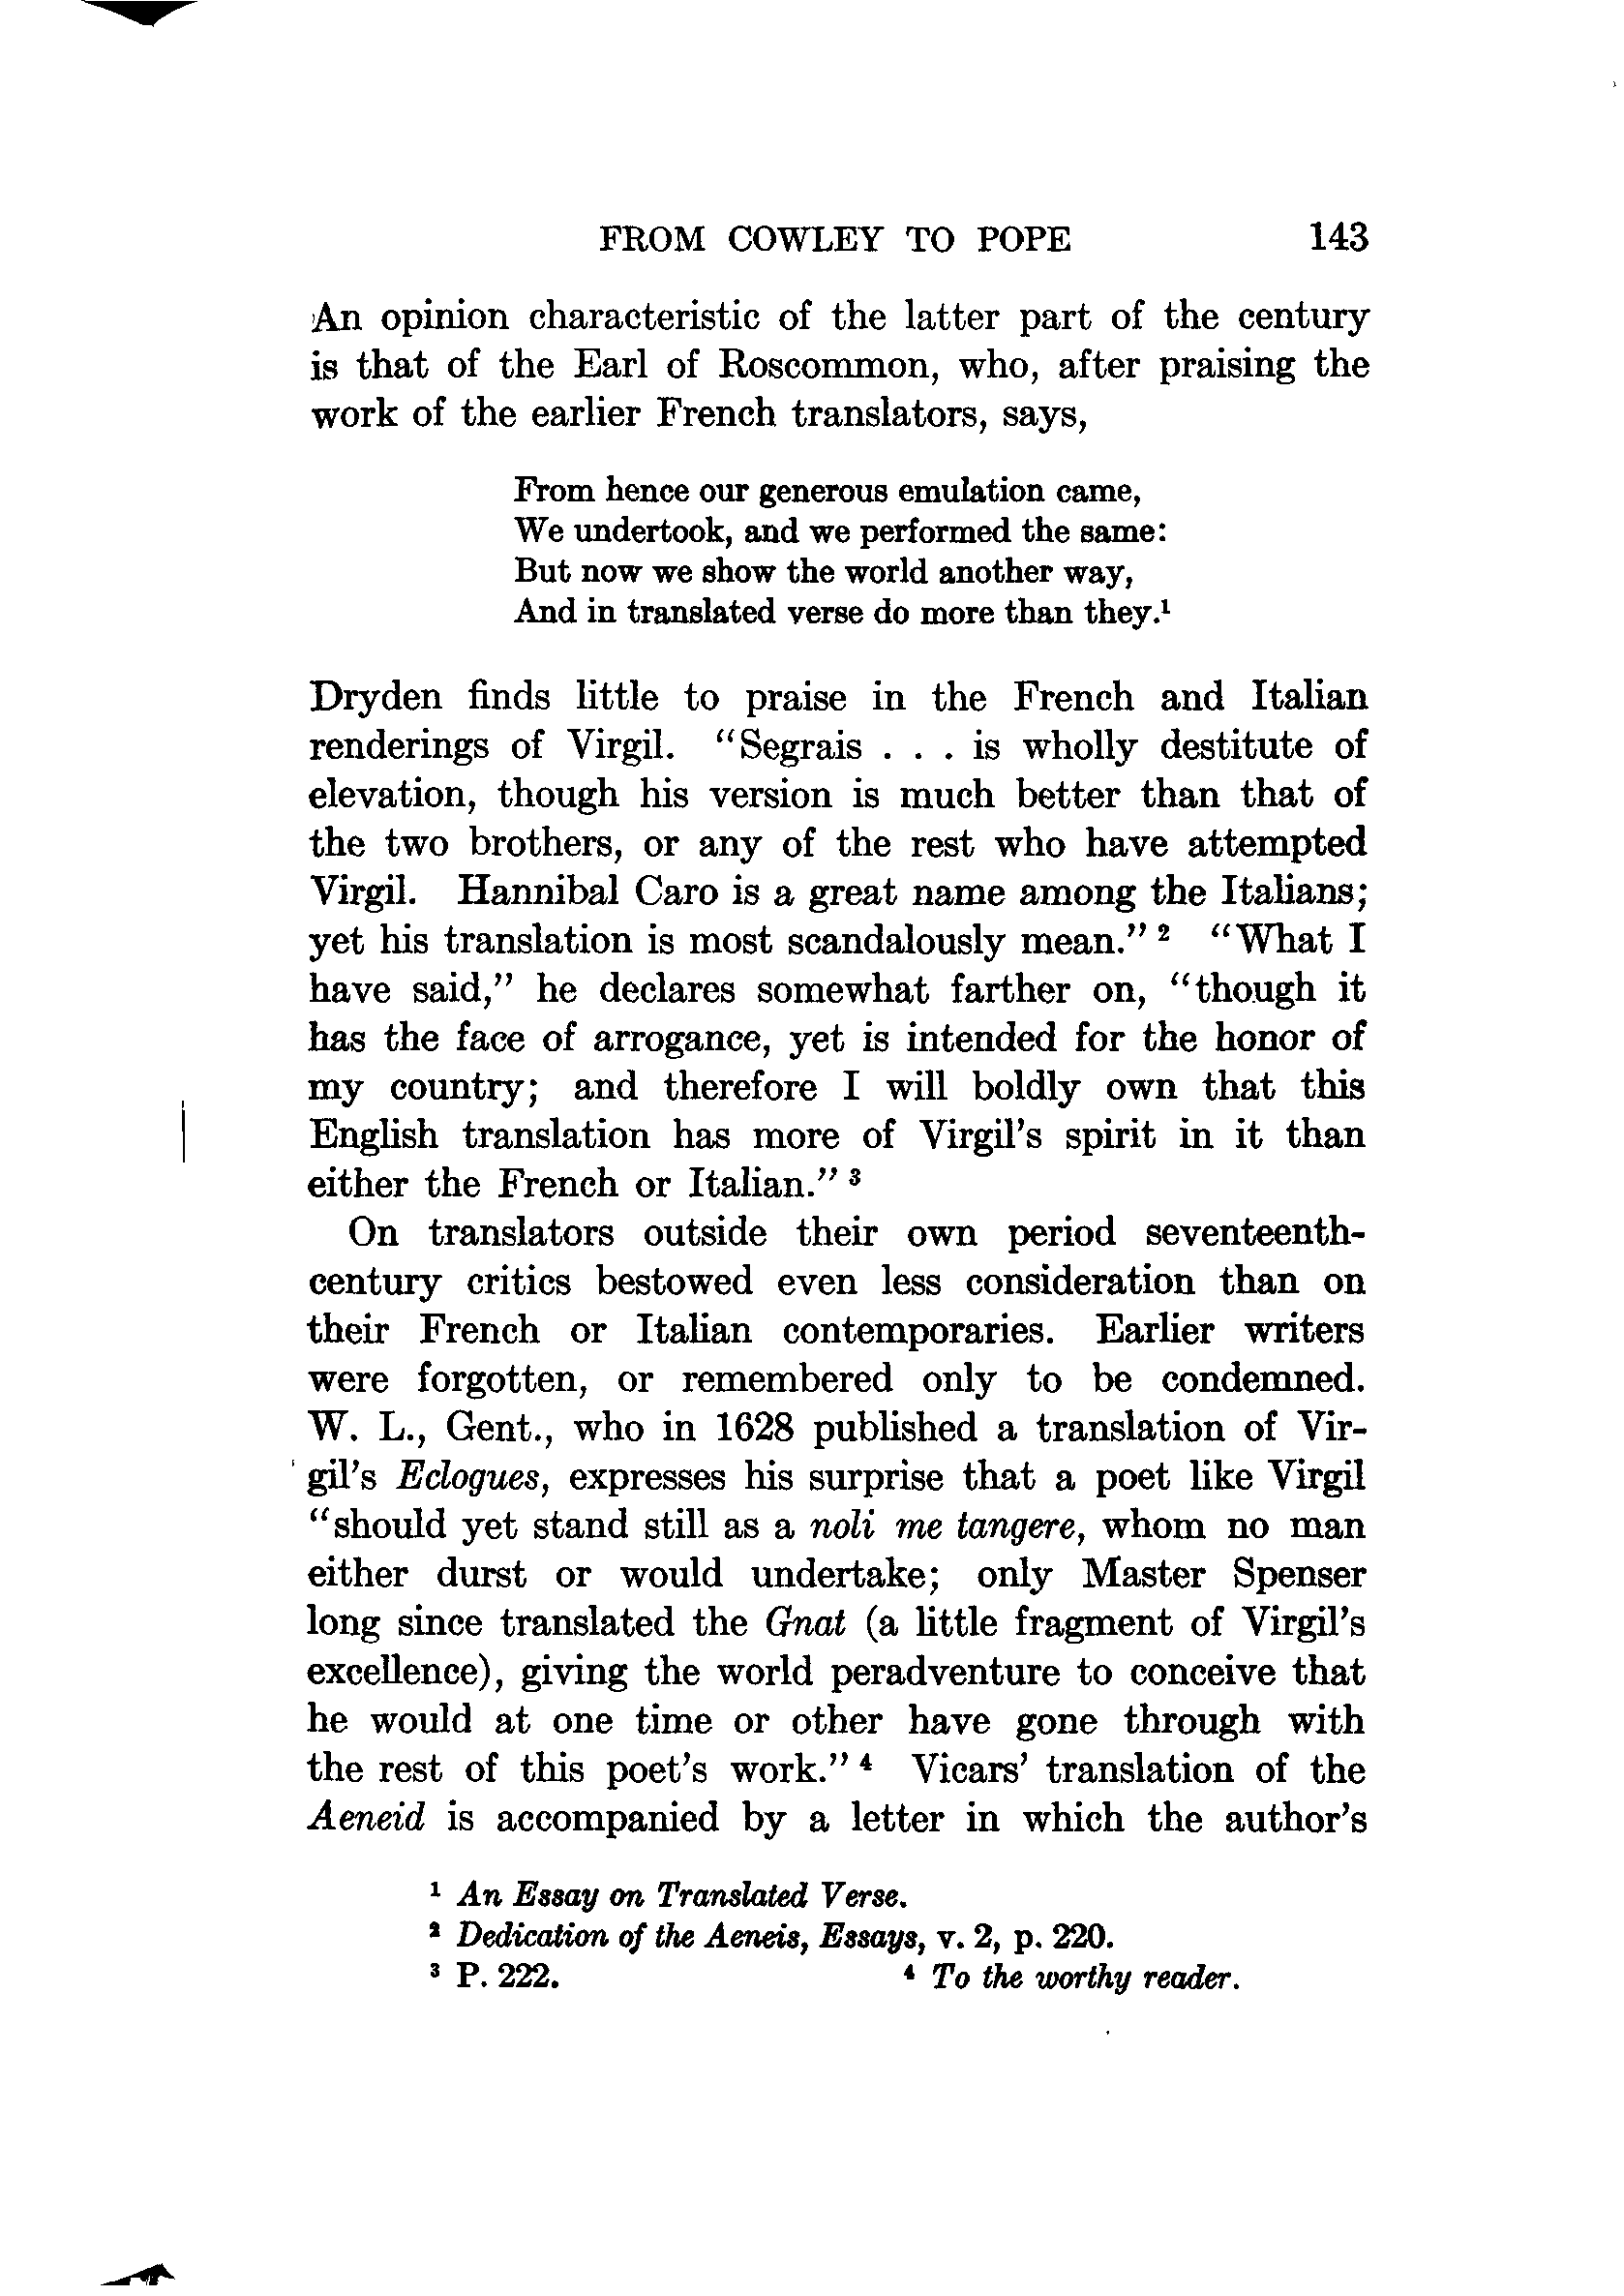 FROM COWLEY TO POPE 143
An opinion characteristic of the latter part of the century
is that of the Earl of Roscommon, who, after praising the
work of the earlier French translators, says,
From hence our generous emulation came,
We undertook, and we performed the same:
But now we show the world another way,
And in translated verse do more than they.¹
Dryden finds little to praise in the French and Italian
renderings of Virgil. "Segrais . . . is wholly destitute of
elevation, though his version is much better than that of
the two brothers, or any of the rest who have attempted
Virgil. Hannibal Caro is a great name among the Italians;
yet his translation is most scandalously mean." ² "What I
have said," he declares somewhat farther on, "though it
has the face of arrogance, yet is intended for the honor of
my country; and therefore I will boldly own that this
English translation has more of Virgil's spirit in it than
either the French or Italian." ³
On translators outside their own period seventeenth-
century critics bestowed even less consideration than on
their French or Italian contemporaries. Earlier writers
were forgotten, or remembered only to be condemned.
W. L., Gent., who in 1628 published a translation of Vir-
gil's Eclogues, expresses his surprise that a poet like Virgil
"should yet stand still as a noli me tangere, whom no man
either durst or would undertake; only Master Spenser
long since translated the Gnat (a little fragment of Virgil's
excellence), giving the world peradventure to conceive that
he would at one time or other have gone through with
the rest of this poet's work." ⁴ Vicars' translation of the
Aeneid is accompanied by a letter in which the author's
¹ An Essay on Translated Verse.
² Dedication of the Aeneis, Essays, v. 2, p. 220.
³ P. 222. ⁴ To the worthy reader.